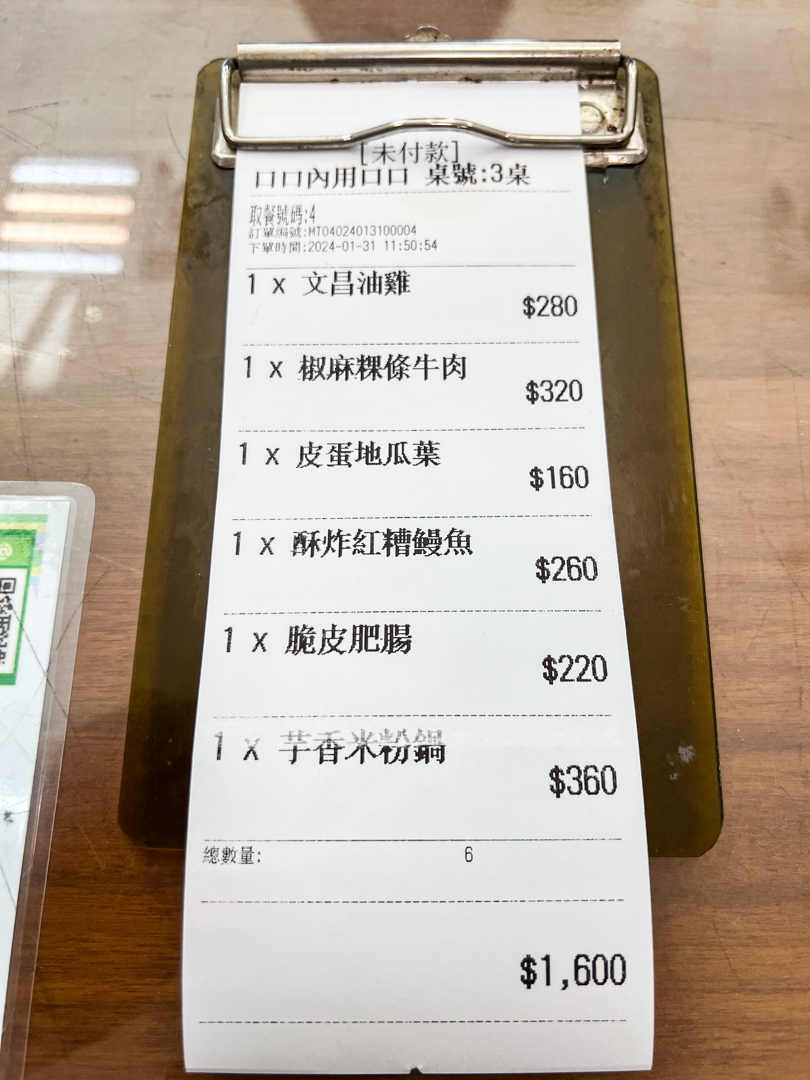 [未付款]
口口內用口口 桌號:3桌
取餐號碼:4
訂單編號:MT04024013100004
下單時間:2024-01-31 11:50:54
1 x 文昌油雞
$280
1 x 椒麻粿條牛肉
$320
1 x 皮蛋地瓜葉
$160
1 x 酥炸紅糟鰻魚
$260
1 x 脆皮肥腸
$220
1 x 芋香米粉鍋
$360
總數量: 6
$1,600